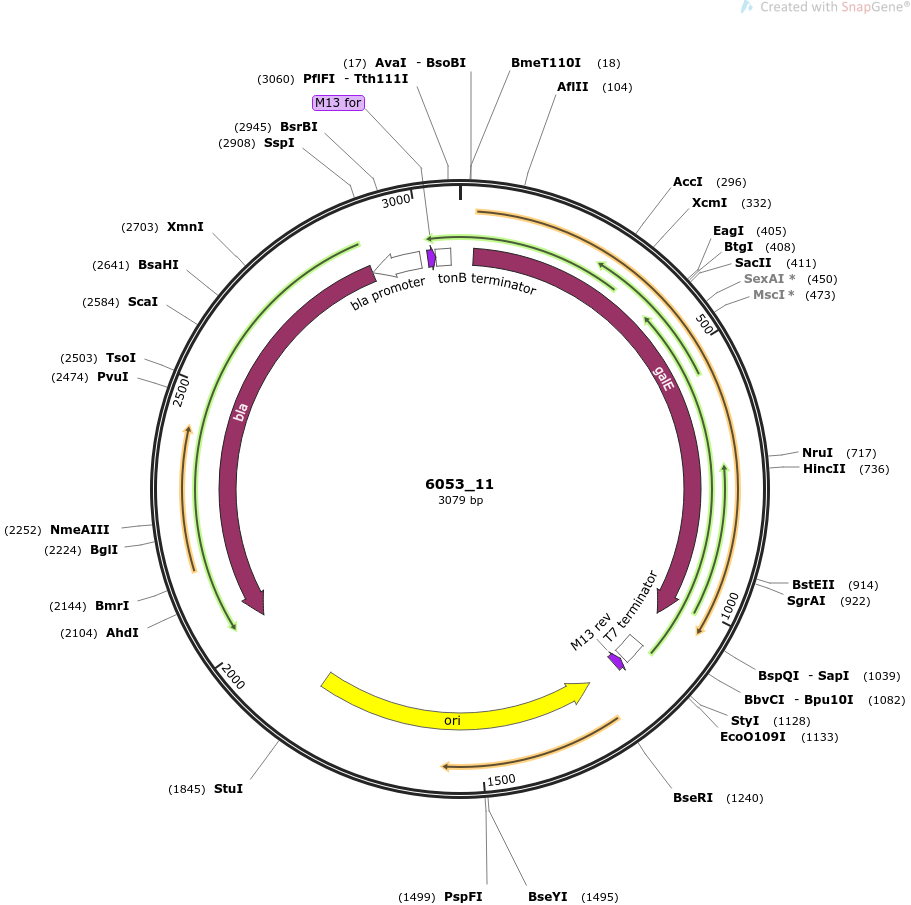 Created with SnapGene®
(17) AvaI - BsoBI
BmeT110I (18)
(3060) PflFI - Tth111I
AflII (104)
M13 for
(2945) BsrBI
(2908) SspI
AccI (296)
XcmI (332)
3000
(2703) XmnI
EagI (405)
BtgI (408)
(2641) BsaHI
SacII (411)
SexAI * (450)
MscI * (473)
tonB terminator
bla promoter
(2584) ScaI
500
(2503) TsoI
(2474) PvuI
galE
2500
bla
NruI (717)
HincII (736)
6053_11
3079 bp
(2252) NmeAIII
(2224) BglI
BstEII (914)
SgrAI (922)
(2144) BmrI
1000
(2104) AhdI
T7 terminator
M13 rev
2000
BspQI - SapI (1039)
BbvCI - Bpu10I (1082)
ori
StyI (1128)
EcoO109I (1133)
1500
(1845) StuI
BseRI (1240)
(1499) PspFI
BseYI (1495)